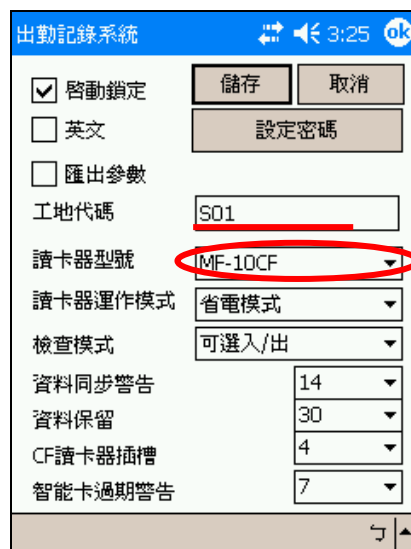 出勤記錄系統 3:25 ok
啓動鎖定 儲存 取消
英文 設定密碼
匯出參數
工地代碼 S01
讀卡器型號 MF-10CF
讀卡器運作模式 省電模式
檢查模式 可選入/出
資料同步警告 14
資料保留 30
CF讀卡器插槽 4
智能卡過期警告 7
ㄅ